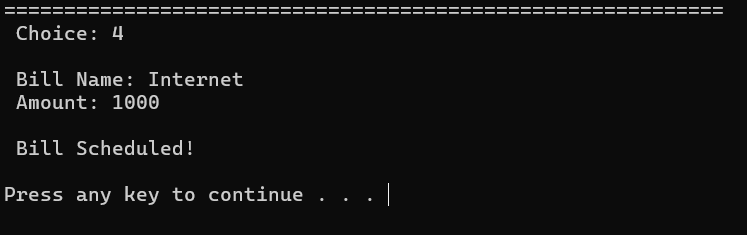 ============================================================
Choice: 4
Bill Name: Internet
Amount: 1000
Bill Scheduled!
Press any key to continue . . .